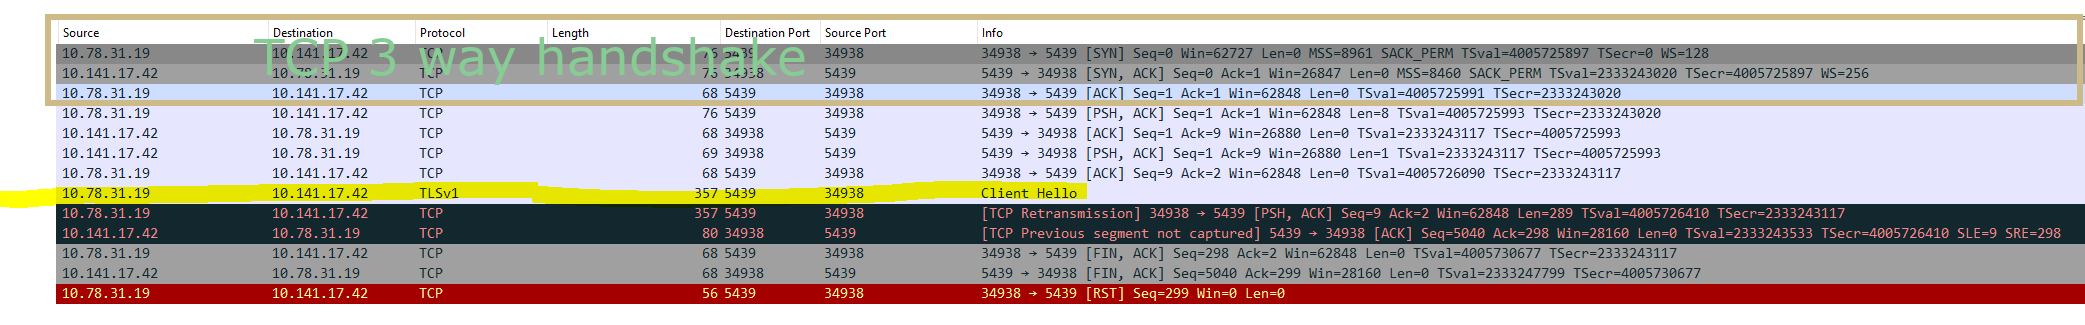 Source Destination Protocol Length Destination Port Source Port Info
TCP 3 way handshake
10.78.31.19 10.141.17.42 TCP 76 5439 34938 34938 → 5439 [SYN] Seq=0 Win=62727 Len=0 MSS=8961 SACK_PERM TSval=4005725897 TSecr=0 WS=128
10.141.17.42 10.78.31.19 TCP 76 34938 5439 5439 → 34938 [SYN, ACK] Seq=0 Ack=1 Win=26847 Len=0 MSS=8460 SACK_PERM TSval=2333243020 TSecr=4005725897 WS=256
10.78.31.19 10.141.17.42 TCP 68 5439 34938 34938 → 5439 [ACK] Seq=1 Ack=1 Win=62848 Len=0 TSval=4005725991 TSecr=2333243020
10.78.31.19 10.141.17.42 TCP 76 5439 34938 34938 → 5439 [PSH, ACK] Seq=1 Ack=1 Win=62848 Len=8 TSval=4005725993 TSecr=2333243020
10.141.17.42 10.78.31.19 TCP 68 34938 5439 5439 → 34938 [ACK] Seq=1 Ack=9 Win=26880 Len=0 TSval=2333243117 TSecr=4005725993
10.141.17.42 10.78.31.19 TCP 69 34938 5439 5439 → 34938 [PSH, ACK] Seq=1 Ack=9 Win=26880 Len=1 TSval=2333243117 TSecr=4005725993
10.78.31.19 10.141.17.42 TCP 68 5439 34938 34938 → 5439 [ACK] Seq=9 Ack=2 Win=62848 Len=0 TSval=4005726090 TSecr=2333243117
10.78.31.19 10.141.17.42 TLSv1 357 5439 34938 Client Hello
10.78.31.19 10.141.17.42 TCP 357 5439 34938 [TCP Retransmission] 34938 → 5439 [PSH, ACK] Seq=9 Ack=2 Win=62848 Len=289 TSval=4005726410 TSecr=2333243117
10.141.17.42 10.78.31.19 TCP 80 34938 5439 [TCP Previous segment not captured] 5439 → 34938 [ACK] Seq=5040 Ack=298 Win=28160 Len=0 TSval=2333243533 TSecr=4005726410 SLE=9 SRE=298
10.78.31.19 10.141.17.42 TCP 68 5439 34938 34938 → 5439 [FIN, ACK] Seq=298 Ack=2 Win=62848 Len=0 TSval=4005730677 TSecr=2333243117
10.141.17.42 10.78.31.19 TCP 68 34938 5439 5439 → 34938 [FIN, ACK] Seq=5040 Ack=299 Win=28160 Len=0 TSval=2333247799 TSecr=4005730677
10.78.31.19 10.141.17.42 TCP 56 5439 34938 34938 → 5439 [RST] Seq=299 Win=0 Len=0